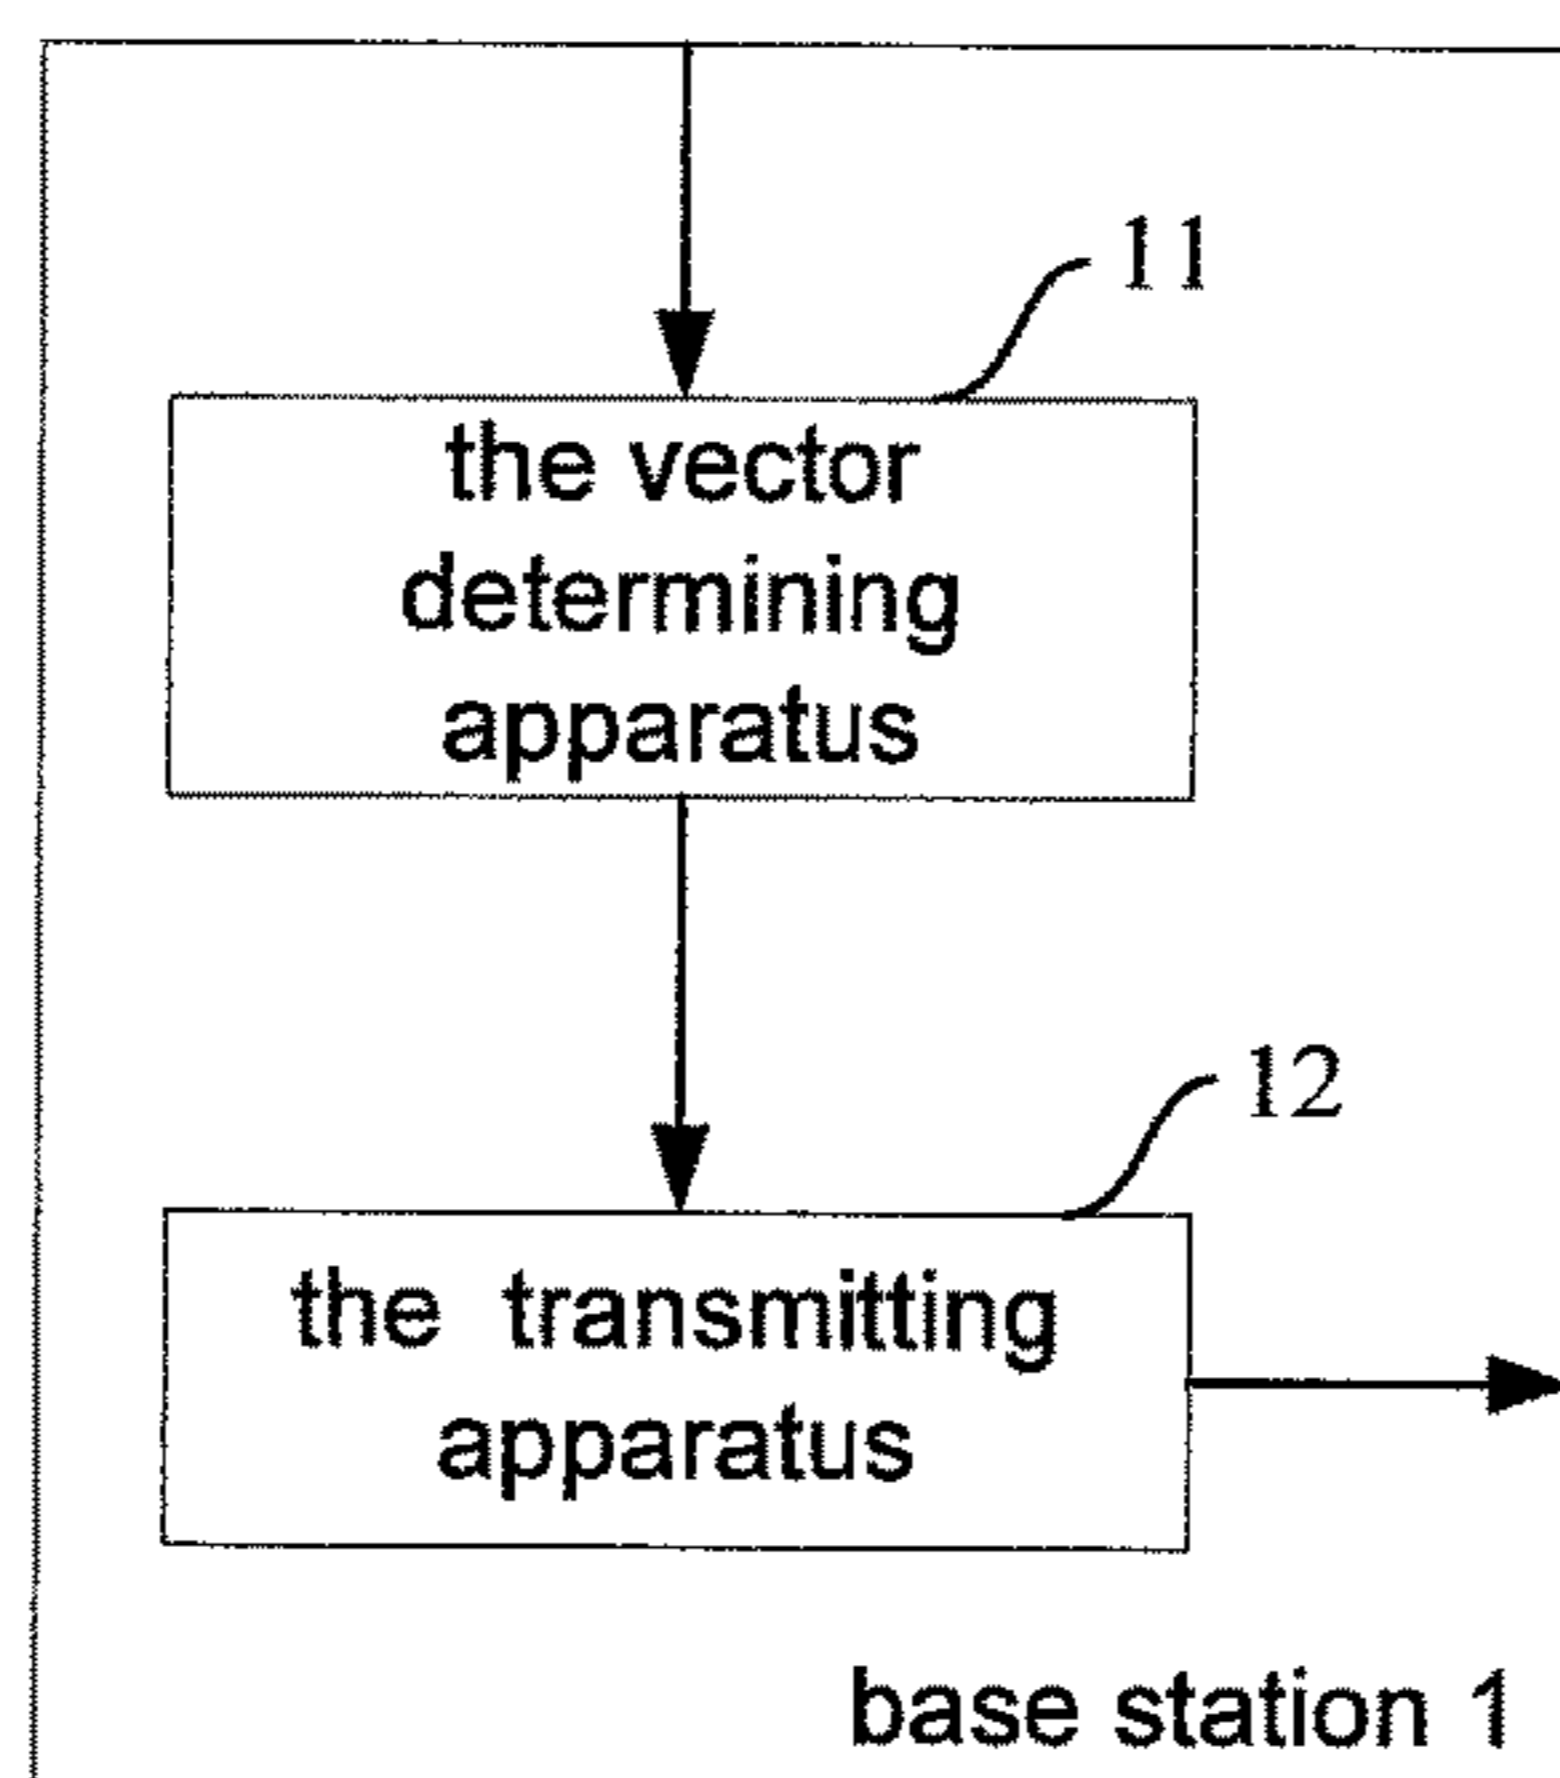 11
the vector
determining
apparatus
12
the transmitting
apparatus
base station 1